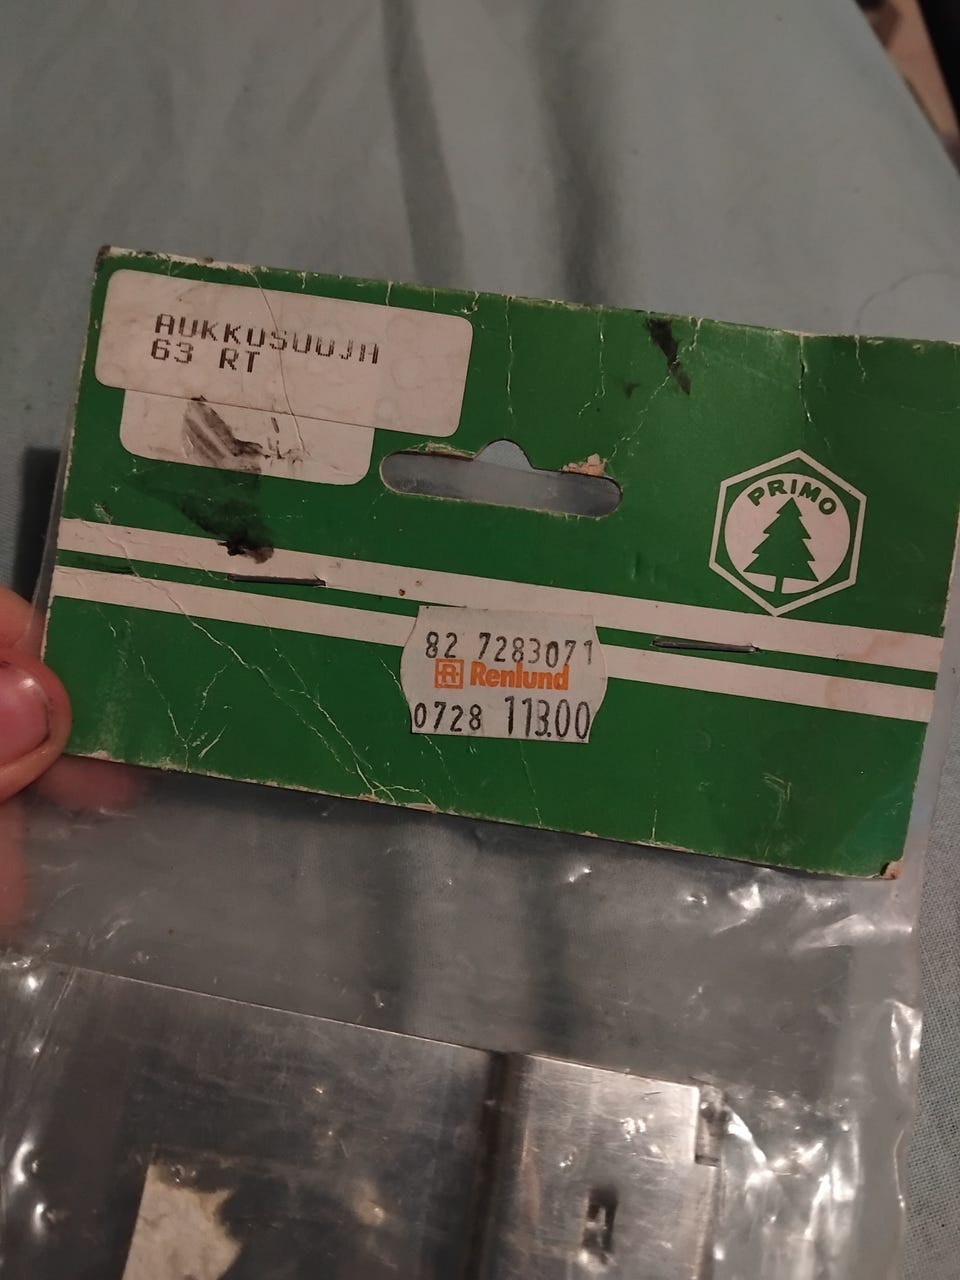 AUKKOSUOJA
63 RT
PRIMO
82 7283071
R Renlund
0728 113.00